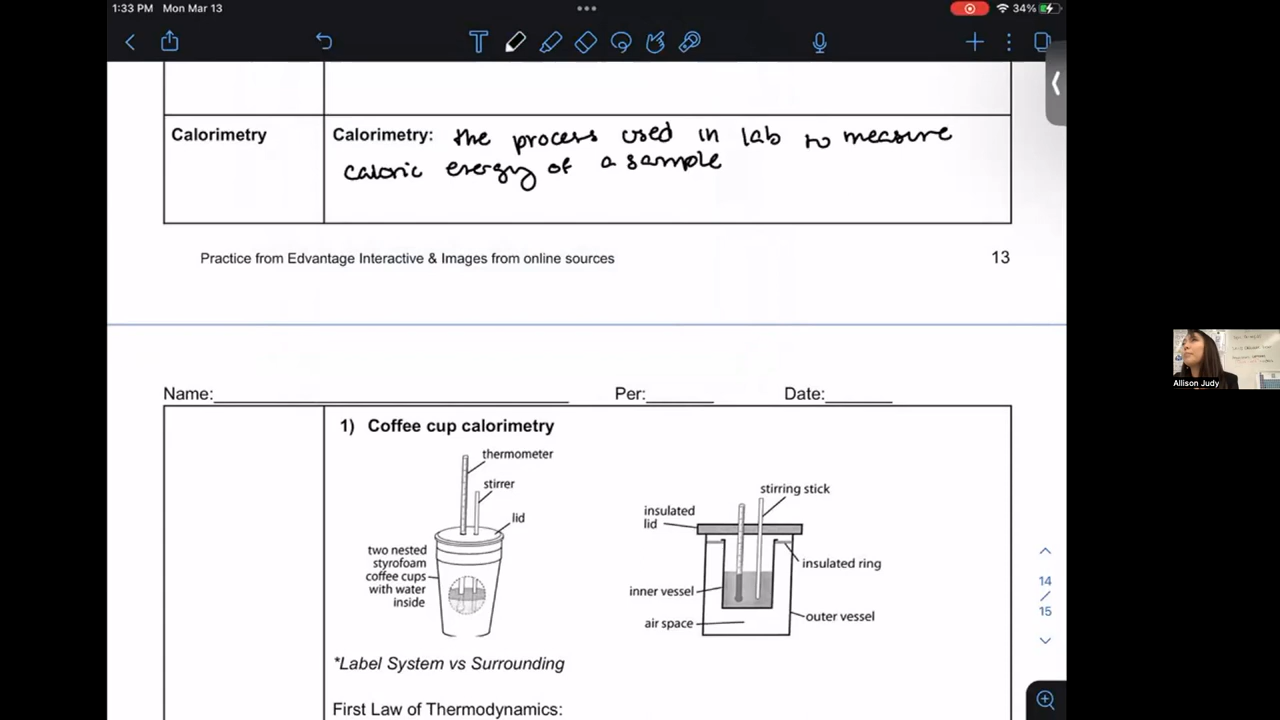 1:33 PM Mon Mar 13
34%
Calorimetry
Calorimetry: the process used in lab to measure
caloric energy of a sample
Practice from Edvantage Interactive & Images from online sources
13
Name:
Per:
Date:
1) Coffee cup calorimetry
thermometer
stirrer
lid
two nested
styrofoam
coffee cups
with water
inside
stirring stick
insulated
lid
insulated ring
inner vessel
outer vessel
air space
*Label System vs Surrounding
First Law of Thermodynamics:
14
/
15
Allison Judy